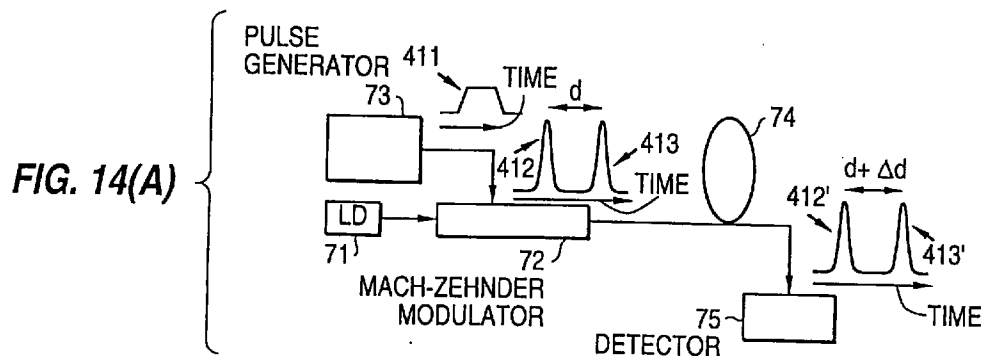 PULSE
GENERATOR
411
TIME
d
73
74
412
413
d+ Δd
FIG. 14(A)
TIME
412'
413'
LD
71
72
MACH-ZEHNDER
MODULATOR
75
TIME
DETECTOR